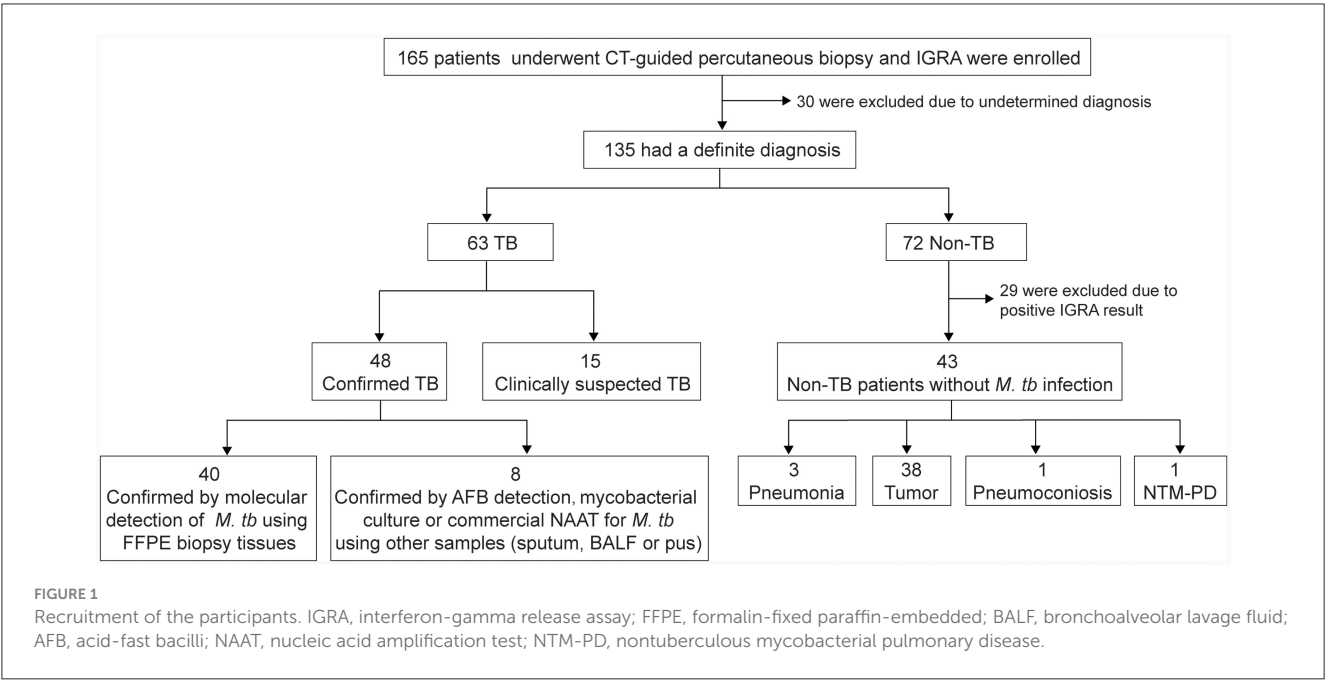 165 patients underwent CT-guided percutaneous biopsy and IGRA were enrolled
30 were excluded due to undetermined diagnosis
135 had a definite diagnosis
63 TB
72 Non-TB
29 were excluded due to
positive IGRA result
48
Confirmed TB
15
Clinically suspected TB
43
Non-TB patients without M. tb infection
40
Confirmed by molecular
detection of M. tb using
FFPE biopsy tissues
8
Confirmed by AFB detection, mycobacterial
culture or commercial NAAT for M. tb
using other samples (sputum, BALF or pus)
3
Pneumonia
38
Tumor
1
Pneumoconiosis
1
NTM-PD
FIGURE 1
Recruitment of the participants. IGRA, interferon-gamma release assay; FFPE, formalin-fixed paraffin-embedded; BALF, bronchoalveolar lavage fluid;
AFB, acid-fast bacilli; NAAT, nucleic acid amplification test; NTM-PD, nontuberculous mycobacterial pulmonary disease.